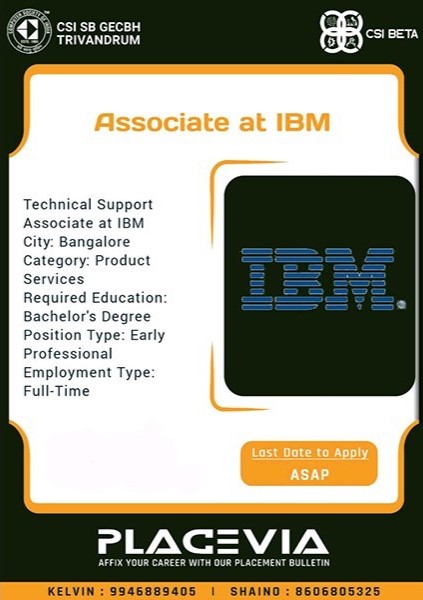 CSI SB GECBH
TRIVANDRUM
CSI BETA
Associate at IBM
Technical Support
Associate at IBM
City: Bangalore
Category: Product
Services
Required Education:
Bachelor's Degree
Position Type: Early
Professional
Employment Type:
Full-Time
IBM
Last Date to Apply
ASAP
PLACEVIA
AFFIX YOUR CAREER WITH OUR PLACEMENT BULLETIN
KELVIN : 9946889405 | SHAINO : 8606805325